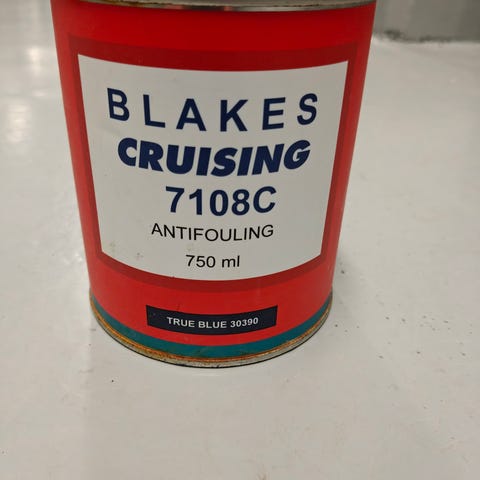 BLAKES
CRUISING
7108C
ANTIFOULING
750 ml
TRUE BLUE 30390